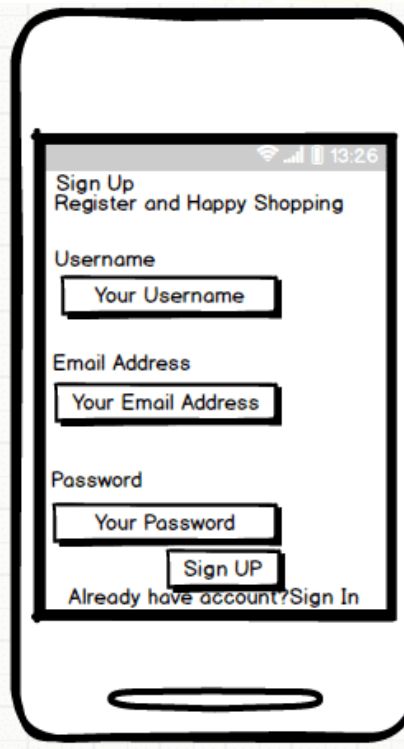 13:26
Sign Up
Register and Happy Shopping
Username
Your Username
Email Address
Your Email Address
Password
Your Password
Sign UP
Already have account?Sign In